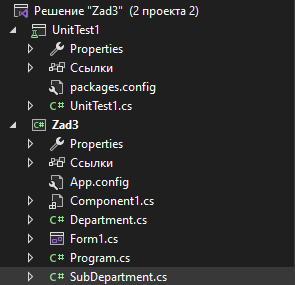 Решение "Zad3" (2 проекта 2)
UnitTest1
Properties
Ссылки
packages.config
C# UnitTest1.cs
C# Zad3
Properties
Ссылки
App.config
Component1.cs
C# Department.cs
Form1.cs
C# Program.cs
C# SubDepartment.cs